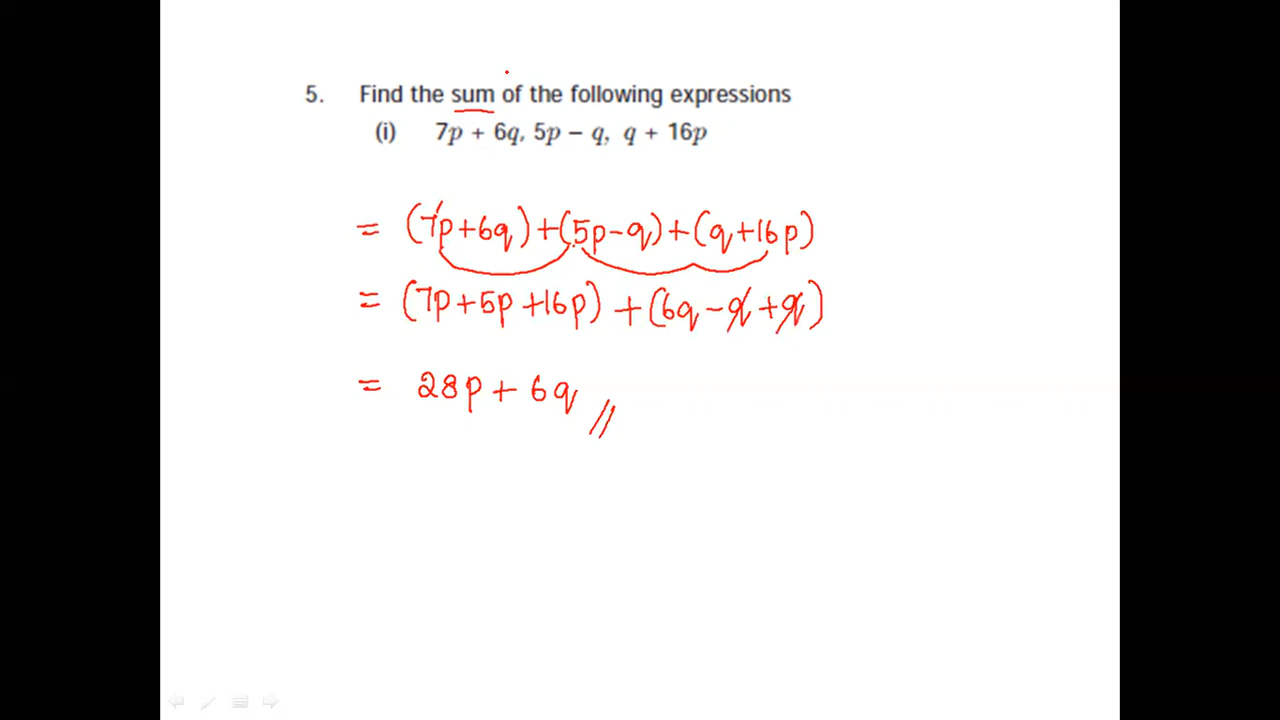 5. Find the sum of the following expressions
(i) 7p + 6q, 5p – q, q + 16p
= (7p+6q)+(5p-q)+(q+16p)
= (7p+5p+16p) + (6q-q+q)
= 28p+6q //